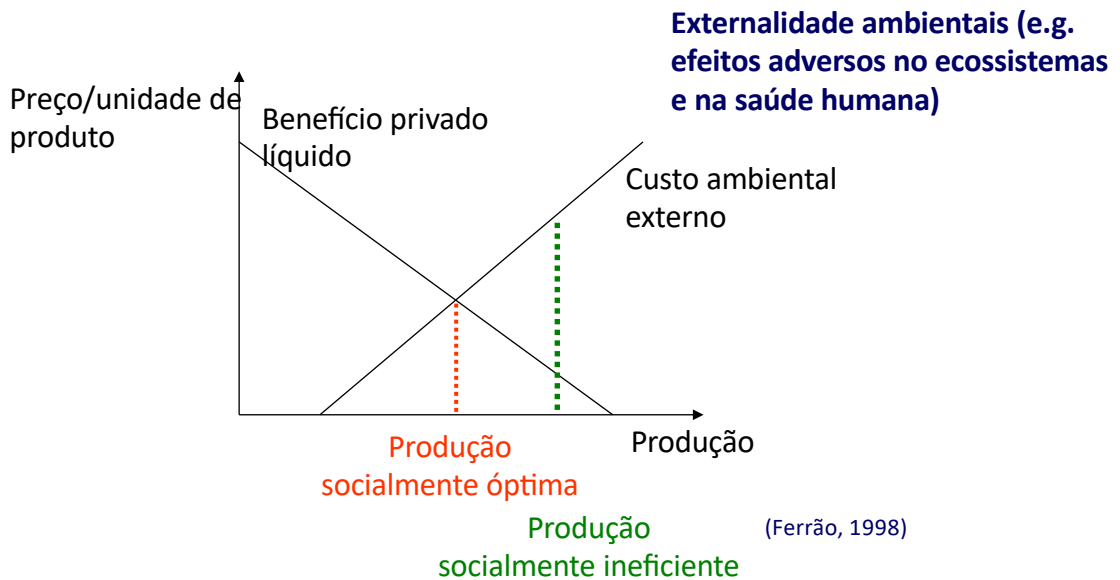 Externalidade ambientais (e.g.
efeitos adversos no ecossistemas
e na saúde humana)
Preço/unidade de
produto
Benefício privado
líquido
Custo ambiental
externo
Produção
Produção
socialmente óptima
Produção
socialmente ineficiente
(Ferrão, 1998)